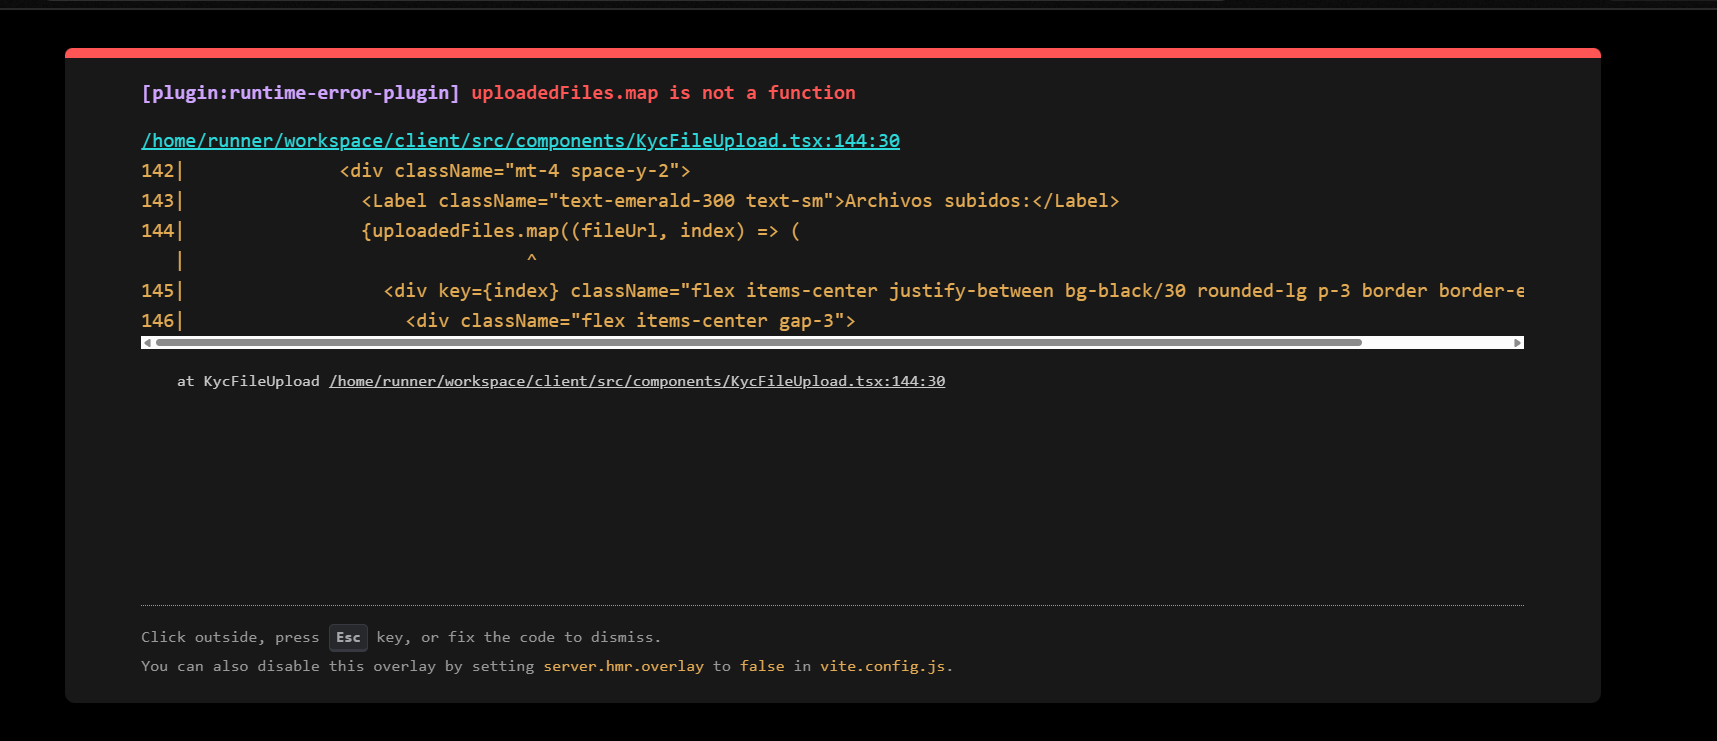 [plugin:runtime-error-plugin] uploadedFiles.map is not a function
/home/runner/workspace/client/src/components/KycFileUpload.tsx:144:30
142|              <div className="mt-4 space-y-2">
143|                <Label className="text-emerald-300 text-sm">Archivos subidos:</Label>
144|                {uploadedFiles.map((fileUrl, index) => (
   |                               ^
145|                  <div key={index} className="flex items-center justify-between bg-black/30 rounded-lg p-3 border border-e
146|                    <div className="flex items-center gap-3">
at KycFileUpload /home/runner/workspace/client/src/components/KycFileUpload.tsx:144:30
Click outside, press Esc key, or fix the code to dismiss.
You can also disable this overlay by setting server.hmr.overlay to false in vite.config.js.